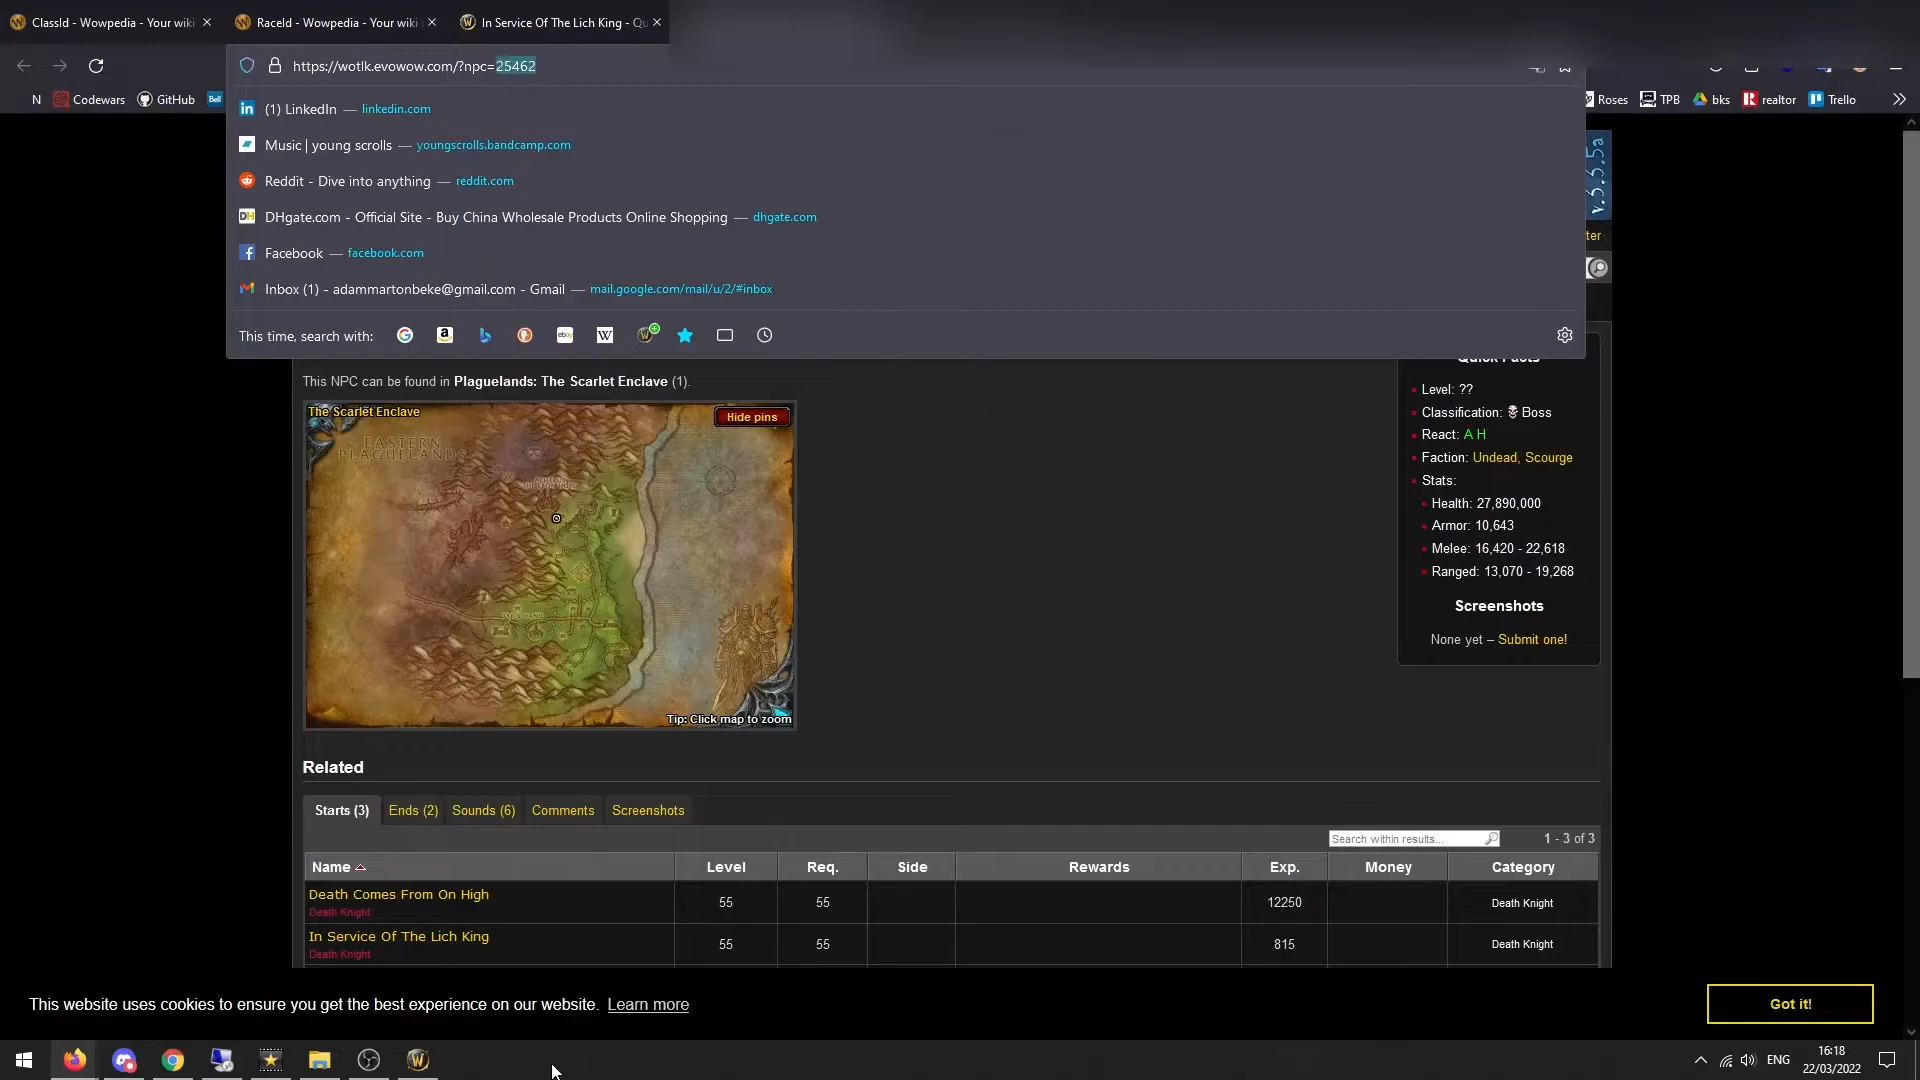 ClassId - Wowpedia - Your wiki
RaceId - Wowpedia - Your wiki
In Service Of The Lich King - Qu
https://wotlk.evowow.com/?npc=25462
N
Codewars
GitHub
Bell
Roses
TPB
bks
realtor
Trello
(1) LinkedIn — linkedin.com
Music | young scrolls — youngscrolls.bandcamp.com
Reddit - Dive into anything — reddit.com
DHgate.com - Official Site - Buy China Wholesale Products Online Shopping — dhgate.com
Facebook — facebook.com
Inbox (1) - adammartonbeke@gmail.com - Gmail — mail.google.com/mail/u/2/#inbox
This time, search with:
v.3.3.5a
ter
Quick Facts
This NPC can be found in Plaguelands: The Scarlet Enclave (1).
The Scarlet Enclave
Hide pins
EASTERN
PLAGUELANDS
Tip: Click map to zoom
Level: ??
Classification: Boss
React: A H
Faction: Undead, Scourge
Stats:
Health: 27,890,000
Armor: 10,643
Melee: 16,420 - 22,618
Ranged: 13,070 - 19,268
Screenshots
None yet – Submit one!
Related
Starts (3)
Ends (2)
Sounds (6)
Comments
Screenshots
Search within results...
1 - 3 of 3
Name Level Req. Side Rewards Exp. Money Category
Death Comes From On High 55 55 12250 Death Knight
Death Knight
In Service Of The Lich King 55 55 815 Death Knight
Death Knight
This website uses cookies to ensure you get the best experience on our website. Learn more
Got it!
ENG
16:18
22/03/2022